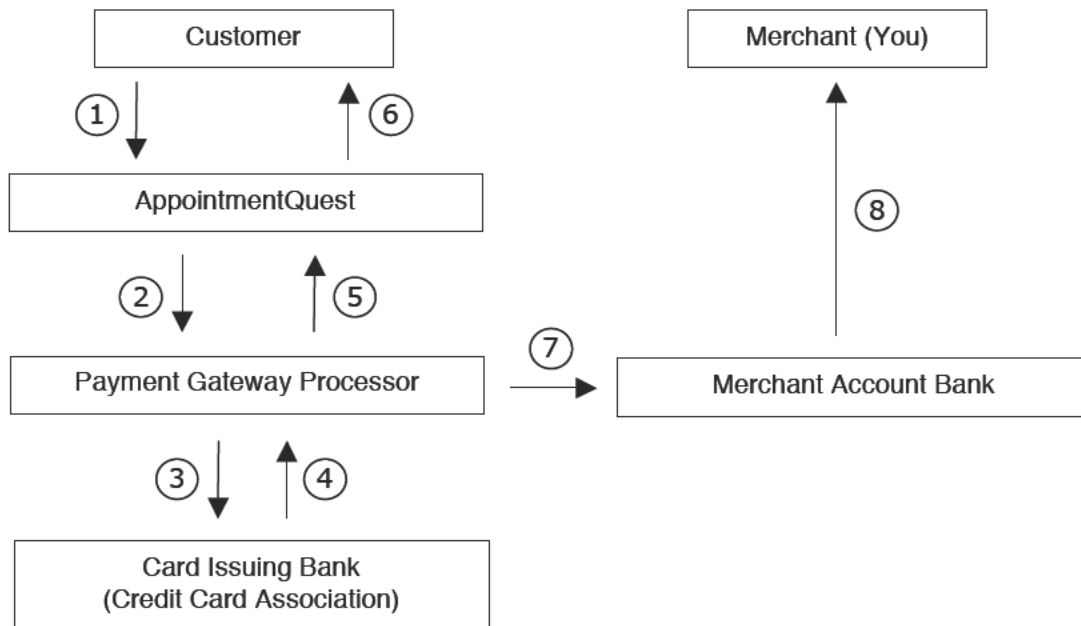 Customer
Merchant (You)
1
6
AppointmentQuest
8
2
5
7
Payment Gateway Processor
Merchant Account Bank
3
4
Card Issuing Bank
(Credit Card Association)